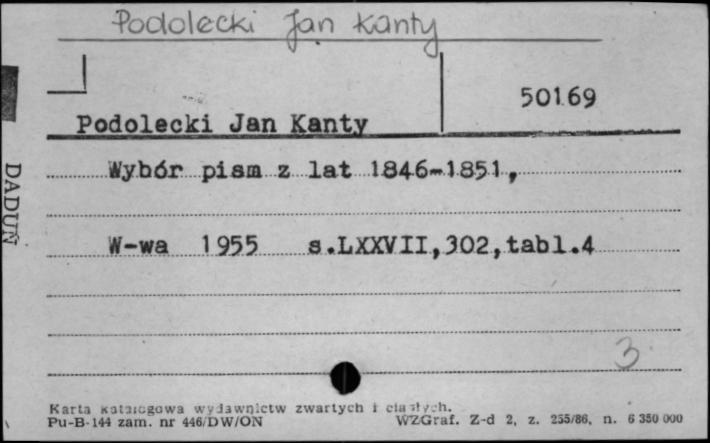 Podolecki Jan Kanty
50169
Podolecki Jan Kanty
Wybór pism z lat 1846-1851,
W-wa 1955 s.LXXVII,302,tabl.4
3
Karta katalogowa wydawnictw zwartych i ciągłych.
Pu-B-144 zam. nr 446/DW/ON
WZGraf. Z-d 2, z. 255/86, n. 6 350 000
DADUŃ